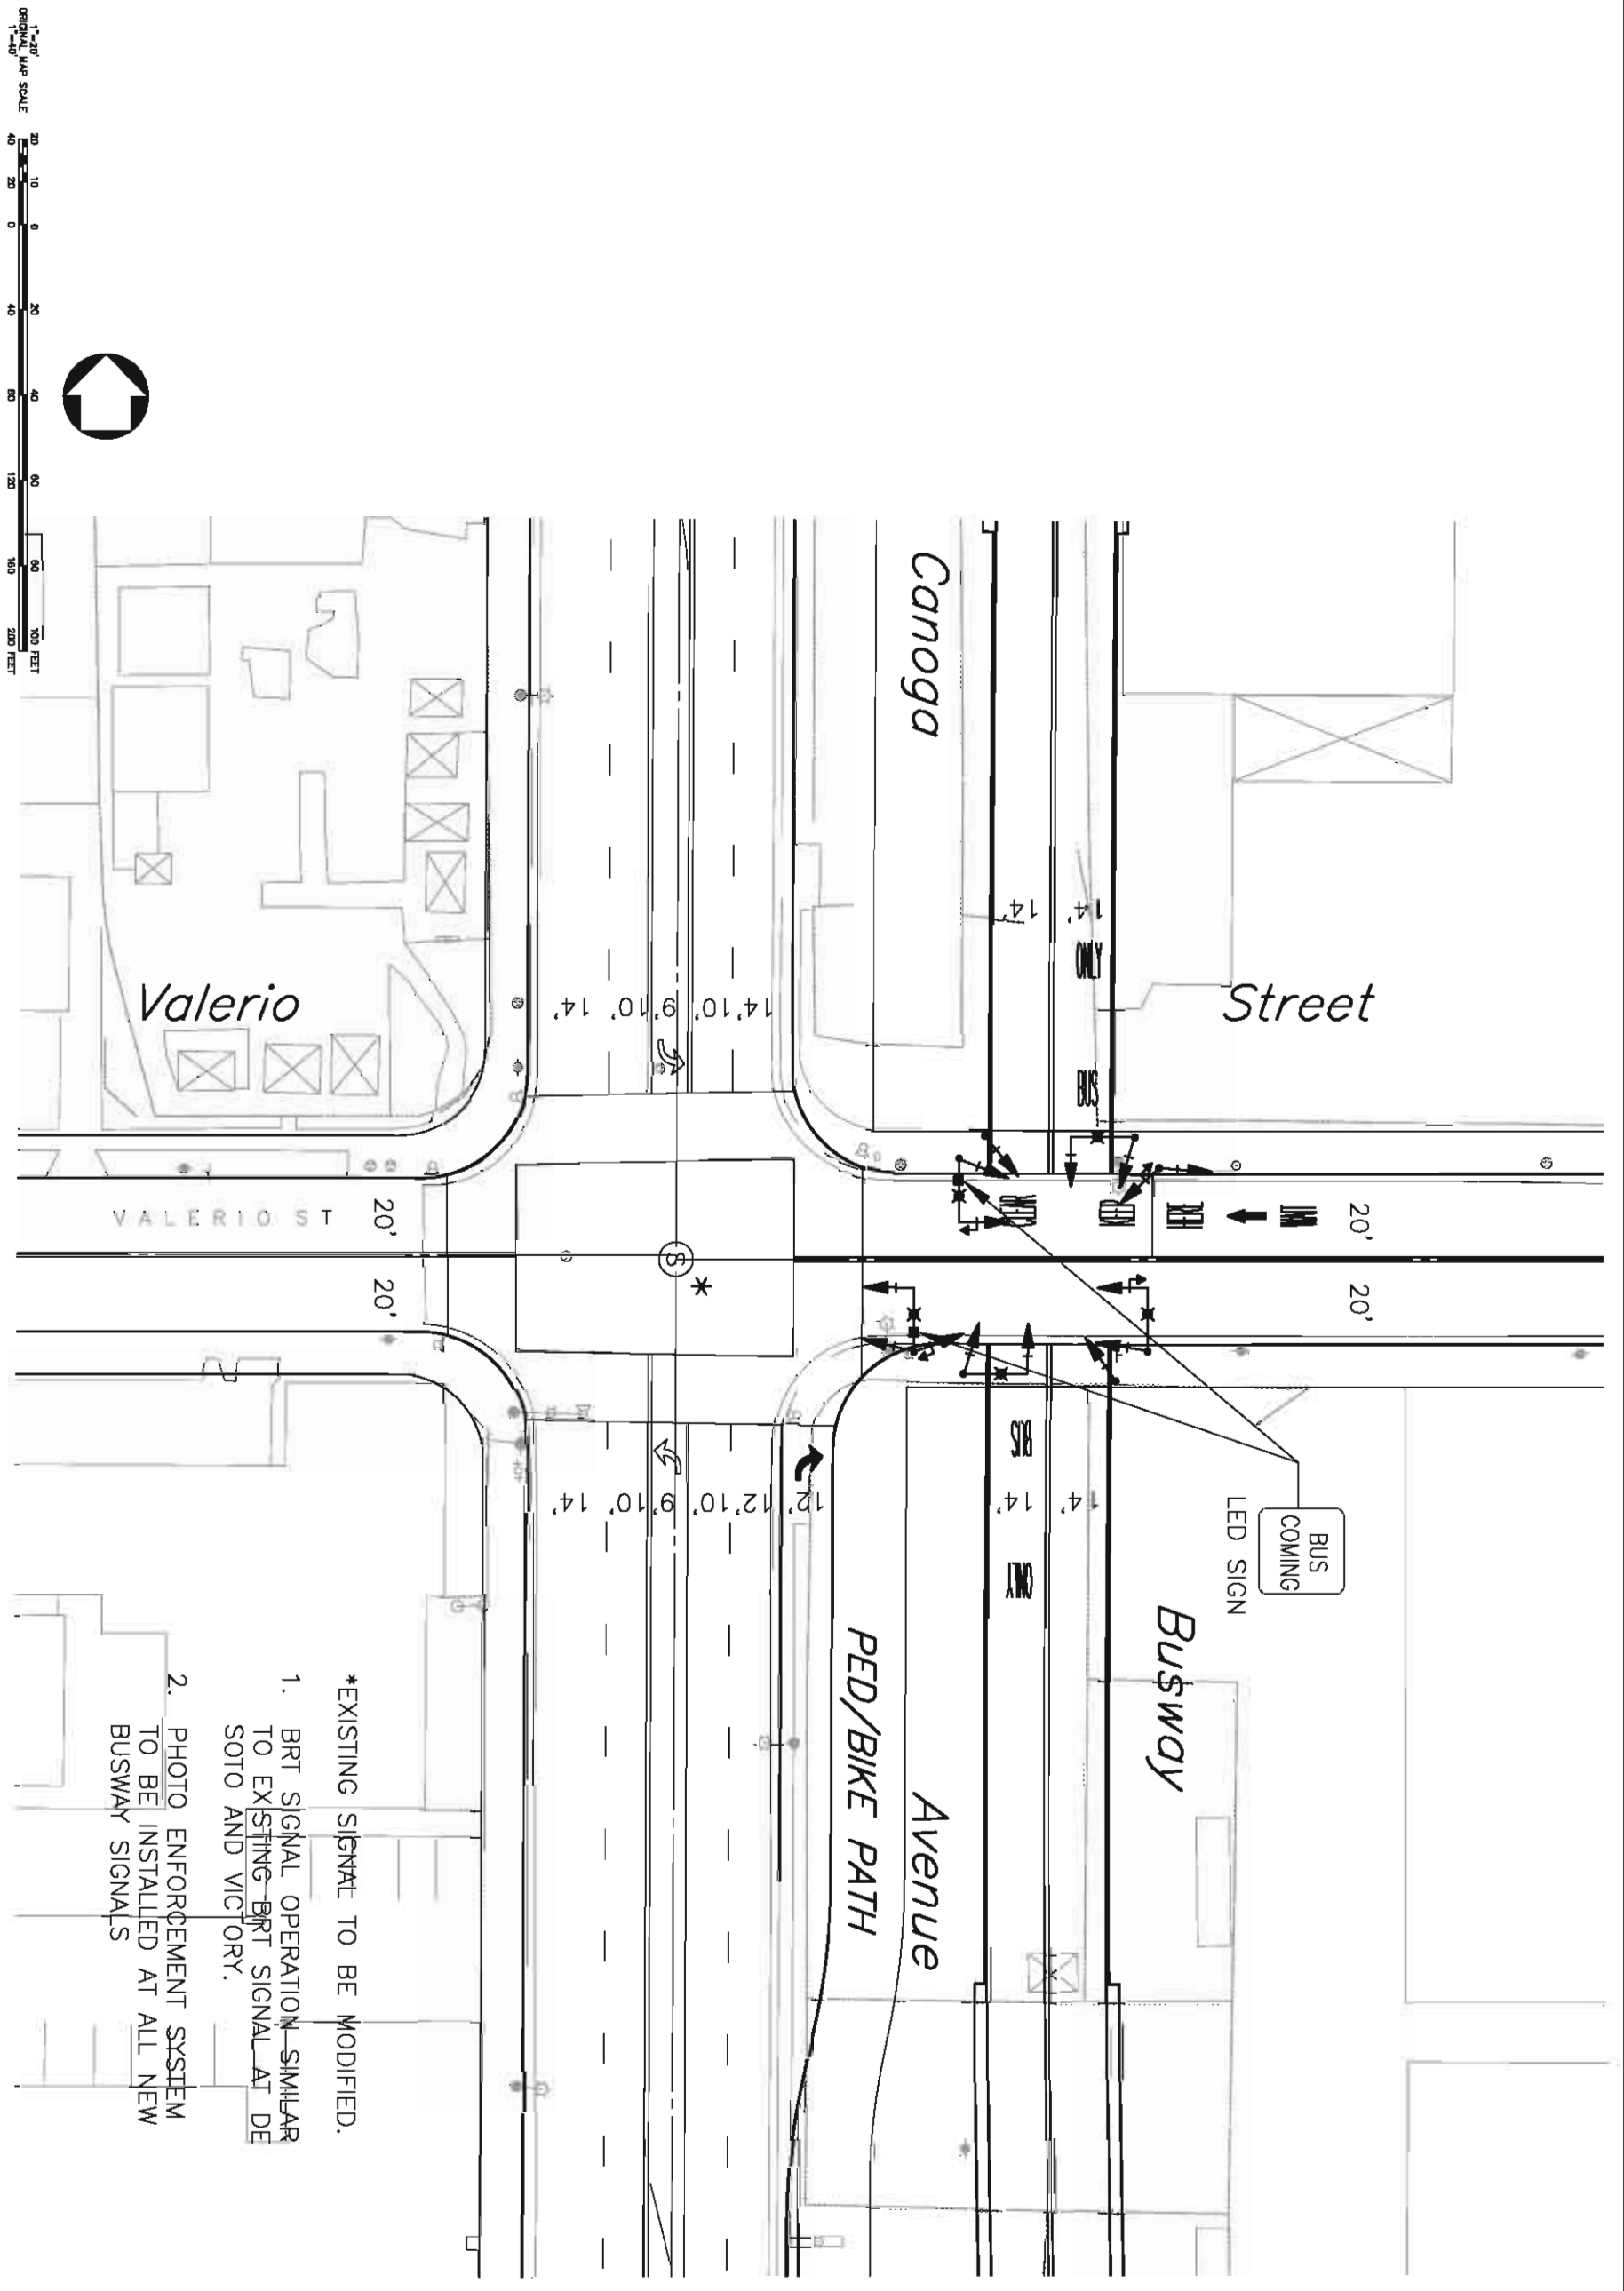 1"=20'
ORIGINAL MAP SCALE
1"=40'
20 10 0 20 40 60 80 100 FEET
40 20 0 40 80 120 160 200 FEET
Canoga
Valerio
Street
14' 14'
ONLY
BUS
14' 10' 9' 10' 14'
VALERIO ST
20'
20'
20'
20'
KEEP
WAIT
S
*
BUS
14' 14'
ONLY
14' 10' 9' 10' 12' 12'
BUS
COMING
LED SIGN
Busway
PED/BIKE PATH
Avenue
*EXISTING SIGNAL TO BE MODIFIED.
1. BRT SIGNAL OPERATION SIMILAR
TO EXISTING BRT SIGNAL AT DE
SOTO AND VICTORY.
2. PHOTO ENFORCEMENT SYSTEM
TO BE INSTALLED AT ALL NEW
BUSWAY SIGNALS